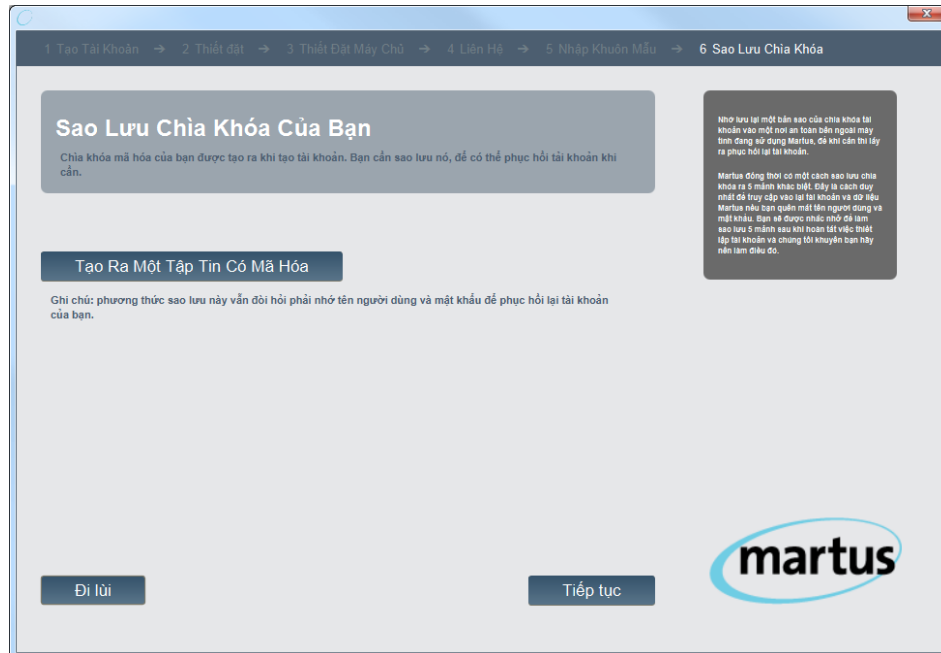 1 Tạo Tài Khoản → 2 Thiết đặt → 3 Thiết Đặt Máy Chủ → 4 Liên Hệ → 5 Nhập Khuôn Mẫu → 6 Sao Lưu Chìa Khóa
Sao Lưu Chìa Khóa Của Bạn
Chìa khóa mã hóa của bạn được tạo ra khi tạo tài khoản. Bạn cần sao lưu nó, để có thể phục hồi tài khoản khi
cần.
Nhớ lưu lại một bản sao của chìa khóa tài
khoản vào một nơi an toàn bên ngoài máy
tính đang sử dụng Martus, để khi cần thì lấy
ra phục hồi lại tài khoản.
Martus đồng thời có một cách sao lưu chìa
khóa ra 5 mảnh khác biệt. Đây là cách duy
nhất để truy cập vào lại tài khoản và dữ liệu
Martus nếu bạn quên mất tên người dùng và
mật khẩu. Bạn sẽ được nhắc nhở để làm
sao lưu 5 mảnh sau khi hoàn tất việc thiết
lập tài khoản và chúng tôi khuyên bạn hãy
nên làm điều đó.
Tạo Ra Một Tập Tin Có Mã Hóa
Ghi chú: phương thức sao lưu này vẫn đòi hỏi phải nhớ tên người dùng và mật khẩu để phục hồi lại tài khoản
của bạn.
martus
Đi lùi
Tiếp tục